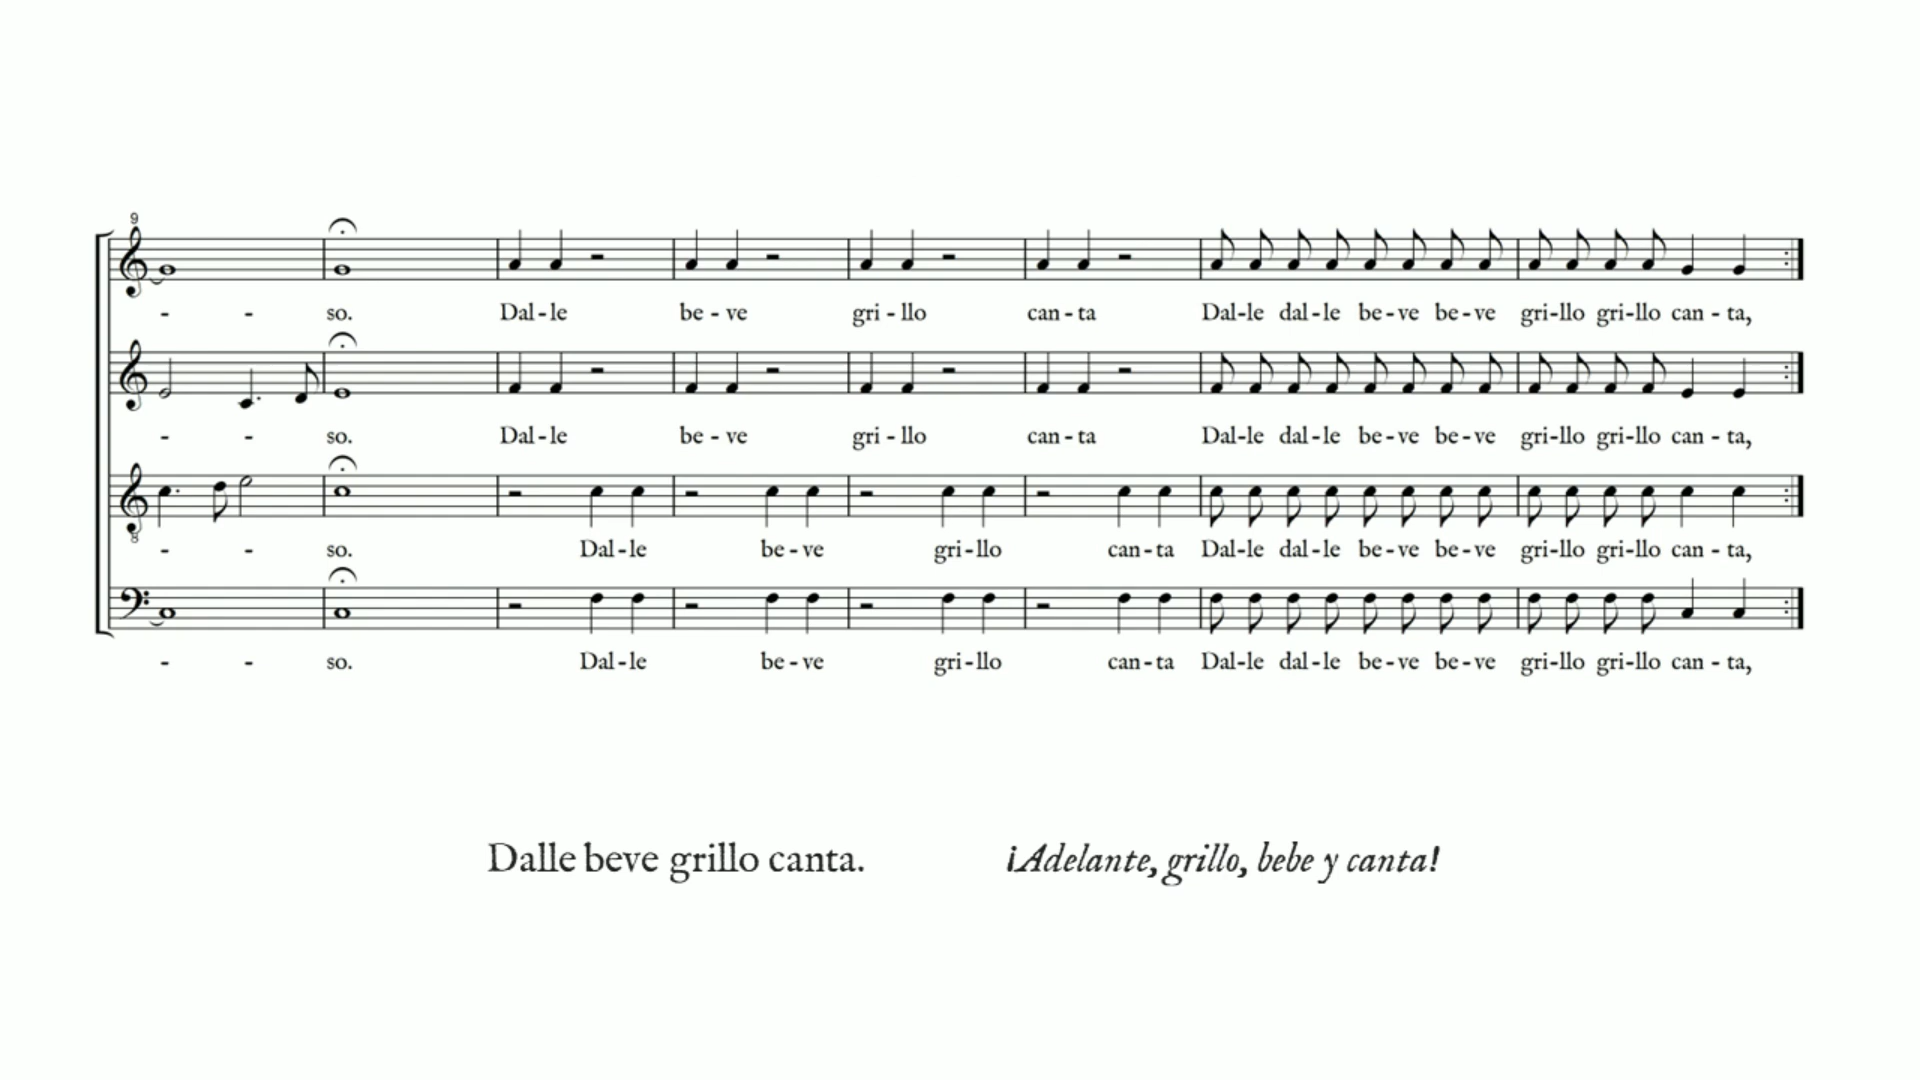 9
- - so. Dal-le be-ve gri-llo can-ta Dal-le dal-le be-ve be-ve gri-llo gri-llo can-ta,
- - so. Dal-le be-ve gri-llo can-ta Dal-le dal-le be-ve be-ve gri-llo gri-llo can-ta,
8
- - so. Dal-le be-ve gri-llo can-ta Dal-le dal-le be-ve be-ve gri-llo gri-llo can-ta,
- - so. Dal-le be-ve gri-llo can-ta Dal-le dal-le be-ve be-ve gri-llo gri-llo can-ta,
Dalle beve grillo canta. ¡Adelante, grillo, bebe y canta!